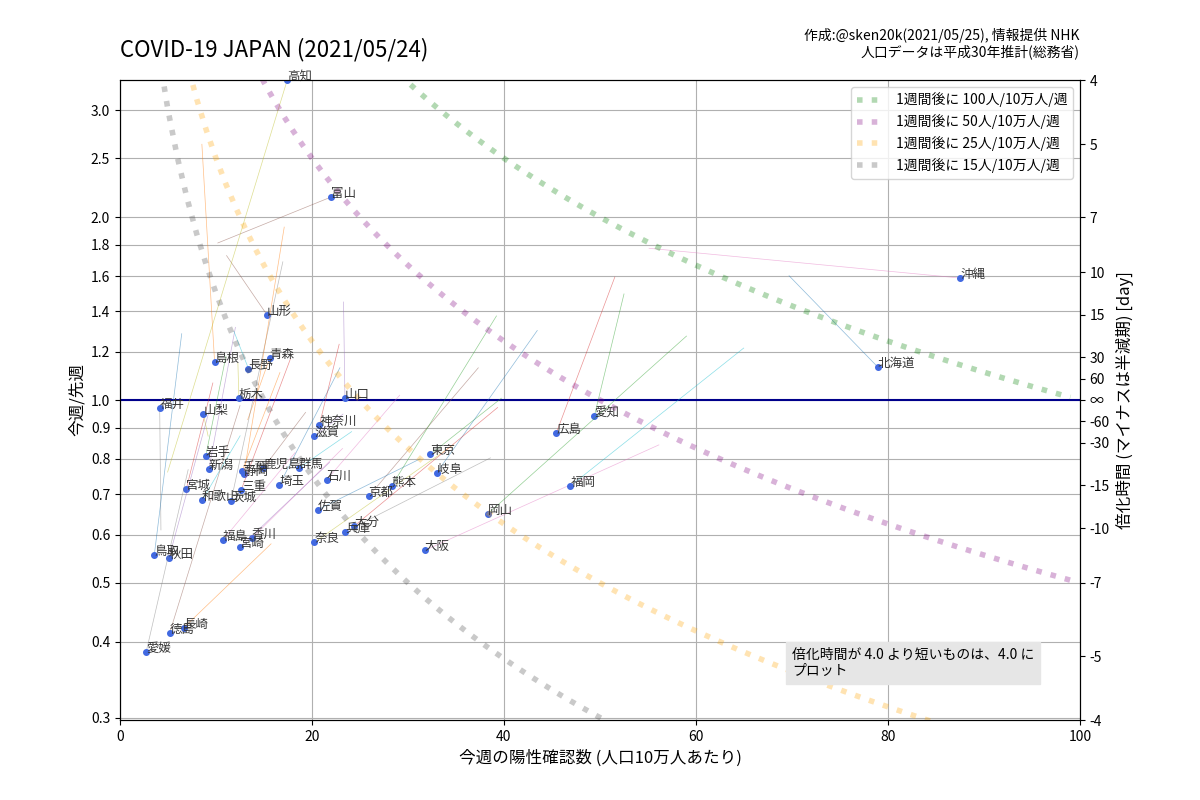 COVID-19 JAPAN (2021/05/24)
作成:@sken20k(2021/05/25), 情報提供 NHK
人口データは平成30年推計(総務省)
1週間後に 100人/10万人/週
1週間後に 50人/10万人/週
1週間後に 25人/10万人/週
1週間後に 15人/10万人/週
高知
富山
沖縄
山形
北海道
島根
青森
長野
栃木
山口
福井
山梨
愛知
神奈川
滋賀
広島
岩手
東京
新潟
千葉
静岡
鹿児島
群馬
岐阜
宮城
三重
埼玉
石川
熊本
福岡
和歌山
茨城
京都
佐賀
岡山
大分
兵庫
福島
香川
宮崎
奈良
大阪
鳥取
秋田
長崎
徳島
愛媛
倍化時間が 4.0 より短いものは、4.0 に
プロット
3.0
2.5
2.0
1.8
1.6
1.4
1.2
1.0
0.9
0.8
0.7
0.6
0.5
0.4
0.3
今週/先週
4
5
7
10
15
30
60
∞
-60
-30
-15
-10
-7
-5
-4
倍化時間 (マイナスは半減期) [day]
0
20
40
60
80
100
今週の陽性確認数 (人口10万人あたり)